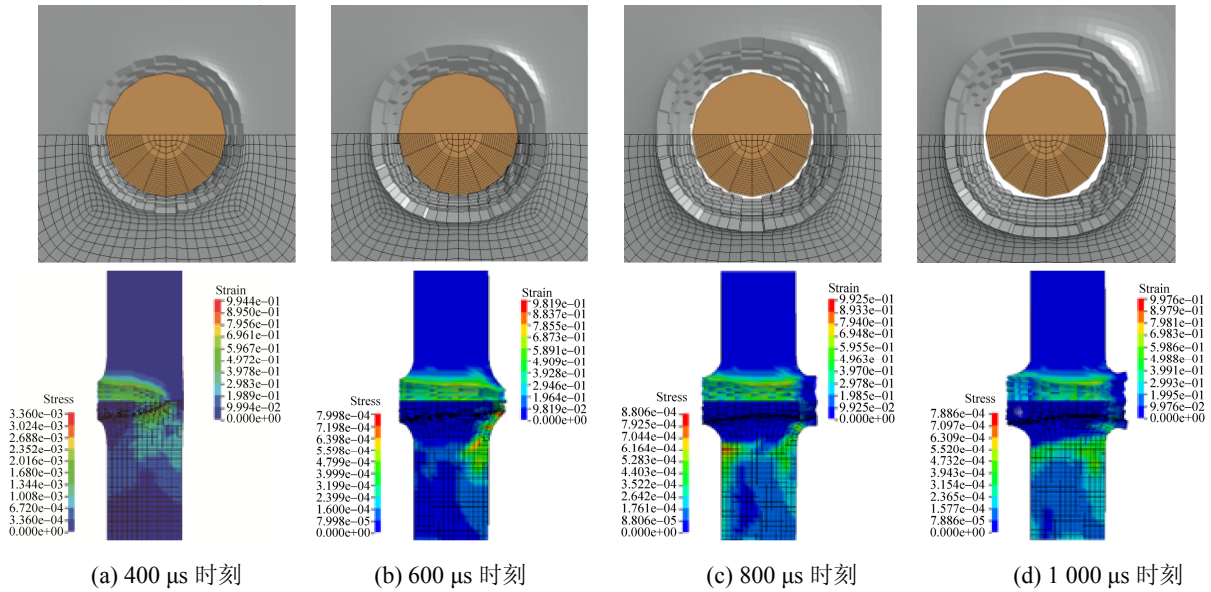 Strain
9.944e−01
8.950e−01
7.956e−01
6.961e−01
5.967e−01
4.972e−01
3.978e−01
2.983e−01
1.989e−01
9.994e−02
0.000e+00
Stress
3.360e−03
3.024e−03
2.688e−03
2.352e−03
2.016e−03
1.680e−03
1.344e−03
1.008e−03
6.720e−04
3.360e−04
0.000e+00
Strain
9.819e−01
8.837e−01
7.855e−01
6.873e−01
5.891e−01
4.909e−01
3.928e−01
2.946e−01
1.964e−01
9.819e−02
0.000e+00
Stress
7.998e−04
7.198e−04
6.398e−04
5.598e−04
4.799e−04
3.999e−04
3.199e−04
2.399e−04
1.600e−04
7.998e−05
0.000e+00
Strain
9.925e−01
8.933e−01
7.940e−01
6.948e−01
5.955e−01
4.963e−01
3.970e−01
2.978e−01
1.985e−01
9.925e−02
0.000e+00
Stress
8.806e−04
7.925e−04
7.044e−04
6.164e−04
5.283e−04
4.403e−04
3.522e−04
2.642e−04
1.761e−04
8.806e−05
0.000e+00
Strain
9.976e−01
8.979e−01
7.981e−01
6.983e−01
5.986e−01
4.988e−01
3.991e−01
2.993e−01
1.995e−01
9.976e−02
0.000e+00
Stress
7.886e−04
7.097e−04
6.309e−04
5.520e−04
4.732e−04
3.943e−04
3.154e−04
2.365e−04
1.577e−04
7.886e−05
0.000e+00
(a) 400 μs 时刻
(b) 600 μs 时刻
(c) 800 μs 时刻
(d) 1 000 μs 时刻